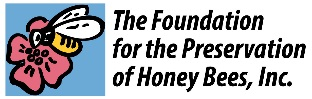 The Foundation
for the Preservation
of Honey Bees, Inc.